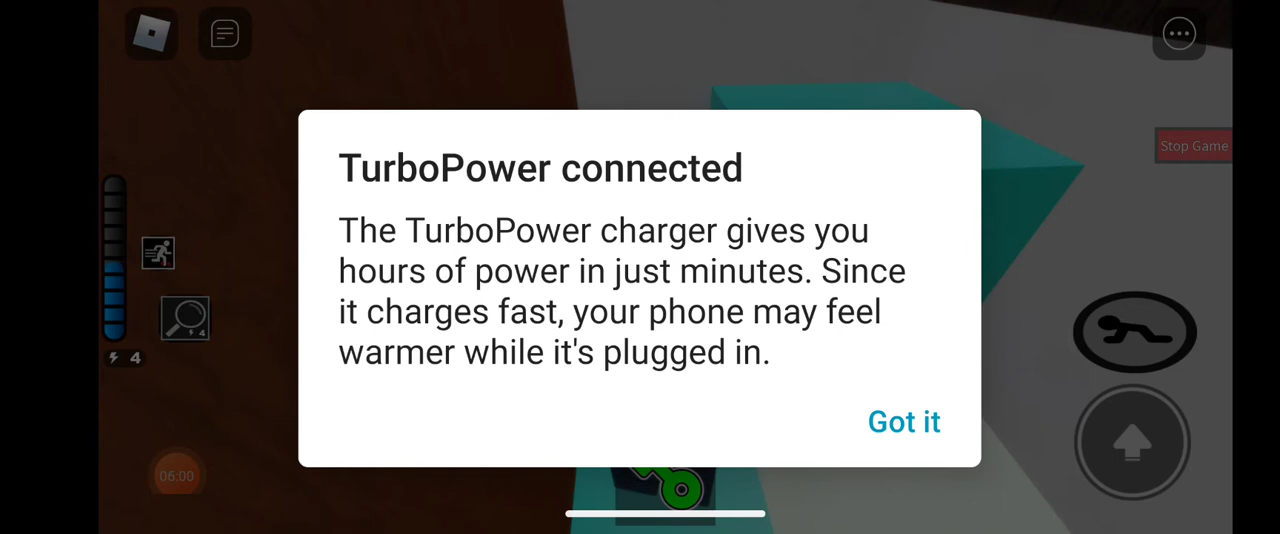 Stop Game
TurboPower connected
The TurboPower charger gives you
hours of power in just minutes. Since
it charges fast, your phone may feel
warmer while it's plugged in.
Got it
4
4
06:00